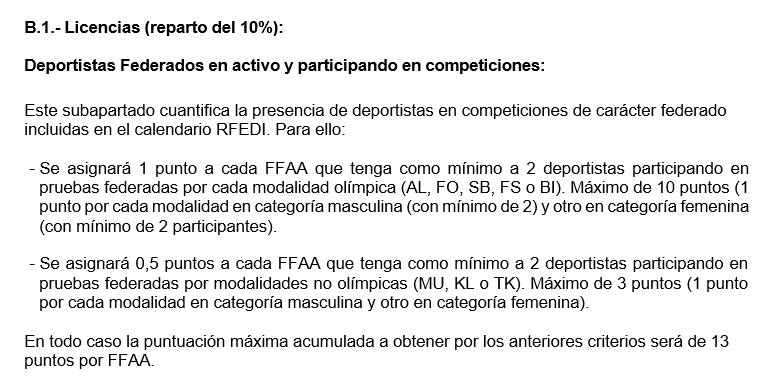 B.1.- Licencias (reparto del 10%):
Deportistas Federados en activo y participando en competiciones:
Este subapartado cuantifica la presencia de deportistas en competiciones de carácter federado
incluidas en el calendario RFEDI. Para ello:
- Se asignará 1 punto a cada FFAA que tenga como mínimo a 2 deportistas participando en
pruebas federadas por cada modalidad olímpica (AL, FO, SB, FS o BI). Máximo de 10 puntos (1
punto por cada modalidad en categoría masculina (con mínimo de 2) y otro en categoría femenina
(con mínimo de 2 participantes).
- Se asignará 0,5 puntos a cada FFAA que tenga como mínimo a 2 deportistas participando en
pruebas federadas por modalidades no olímpicas (MU, KL o TK). Máximo de 3 puntos (1 punto
por cada modalidad en categoría masculina y otro en categoría femenina).
En todo caso la puntuación máxima acumulada a obtener por los anteriores criterios será de 13
puntos por FFAA.